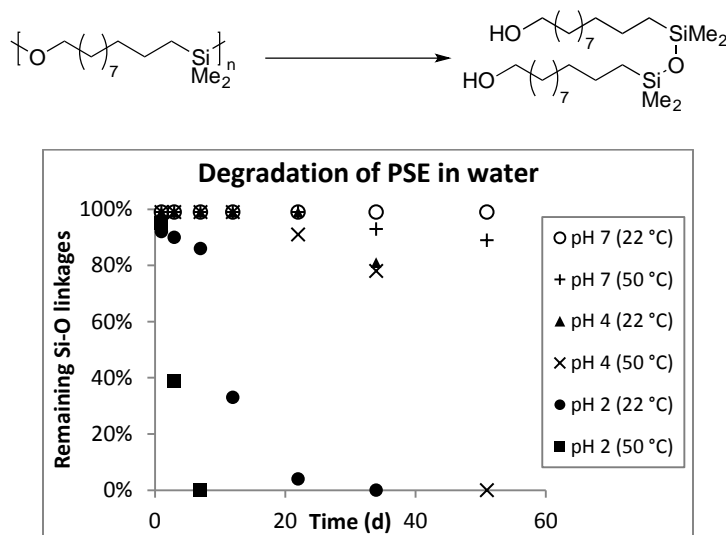 O 7 Si n
Me2
HO 7 SiMe2
O
HO 7 Si
Me2
Degradation of PSE in water
Remaining Si-O linkages
100%
80%
60%
40%
20%
0%
0 20 40 60
Time (d)
pH 7 (22 °C)
pH 7 (50 °C)
pH 4 (22 °C)
pH 4 (50 °C)
pH 2 (22 °C)
pH 2 (50 °C)